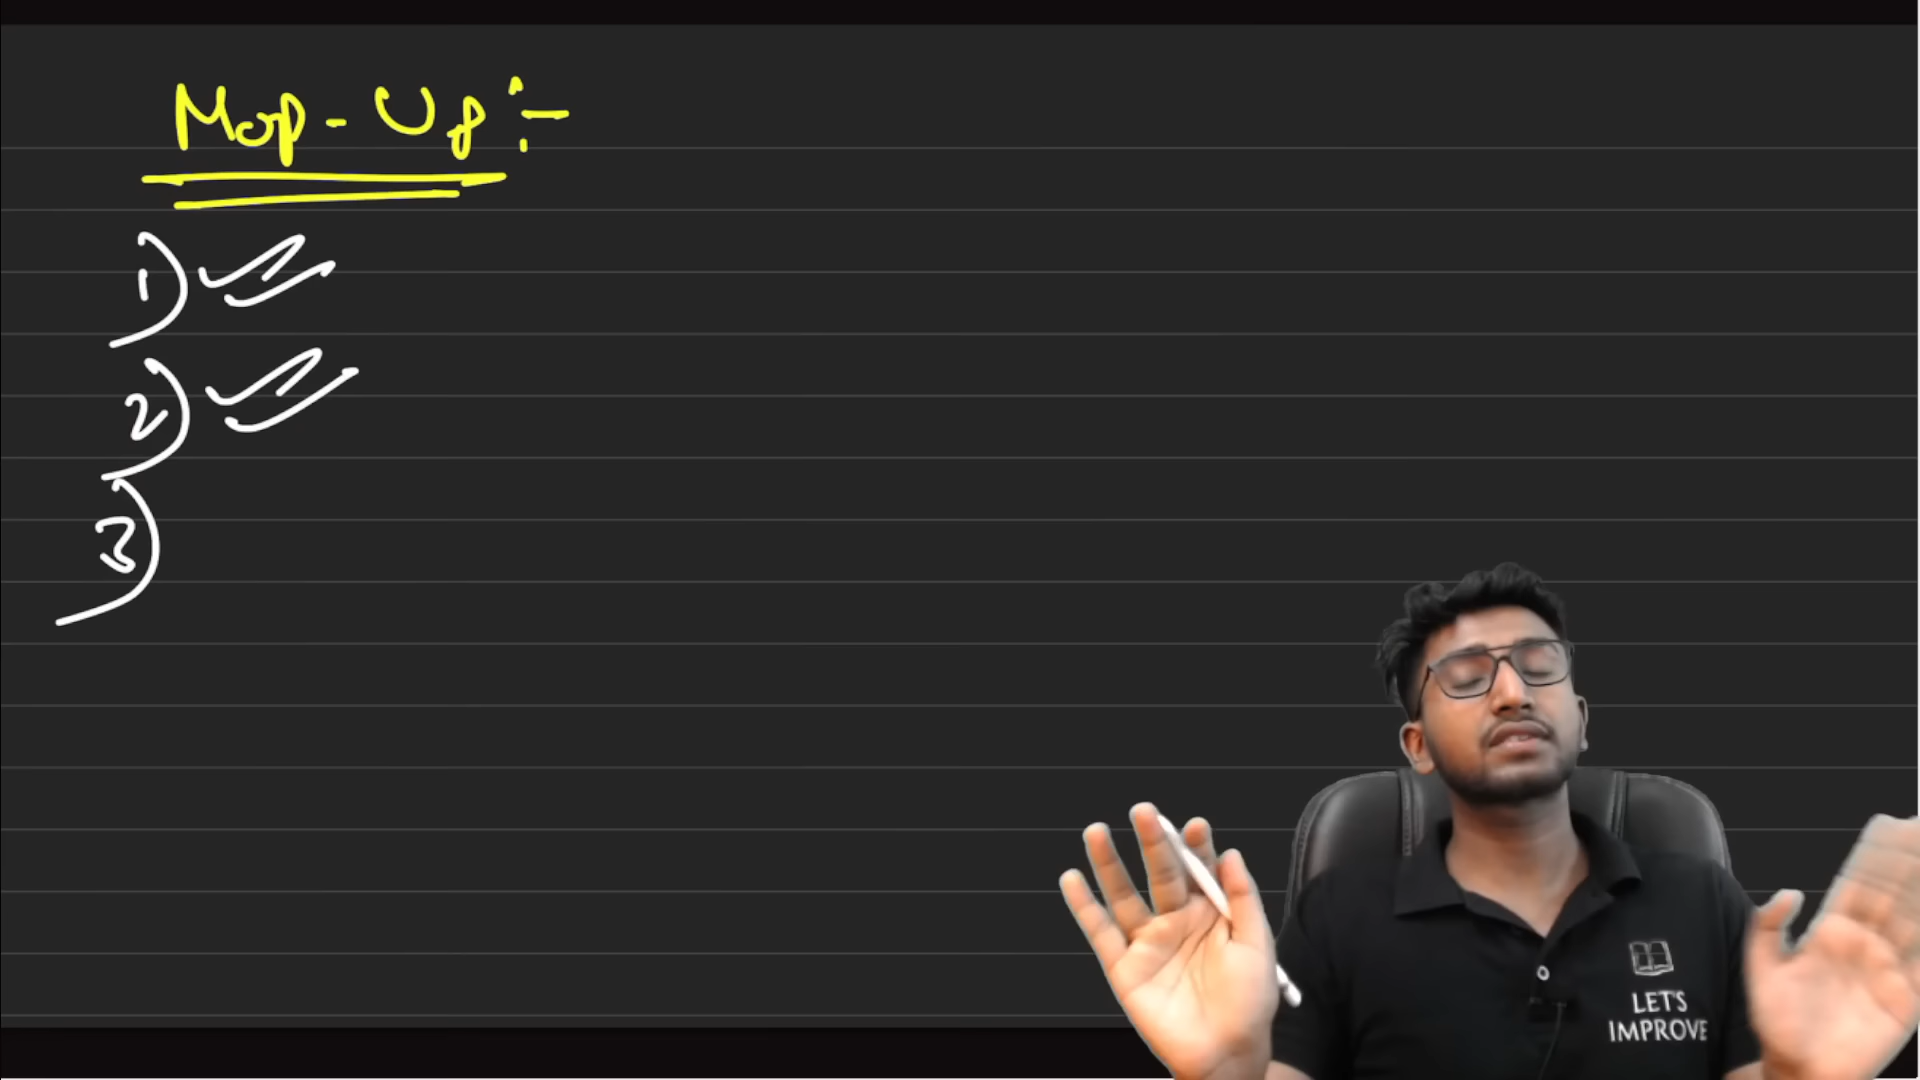 Mop-Up :-
1)
2)
3)
LET'S
IMPROVE